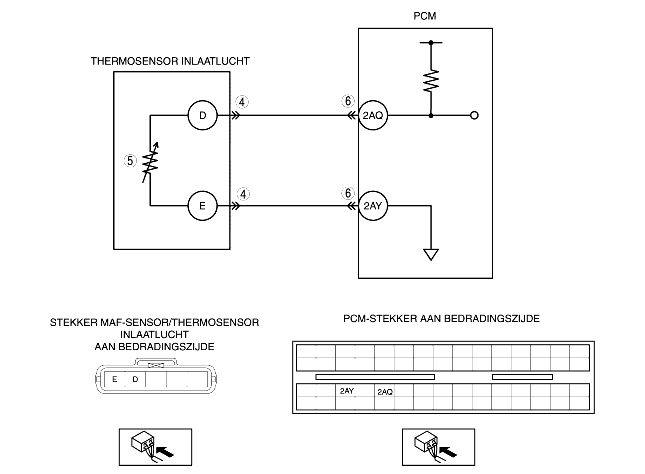 PCM
THERMOSENSOR INLAATLUCHT
D
4
6
2AQ
5
E
4
6
2AY
STEKKER MAF-SENSOR/THERMOSENSOR
INLAATLUCHT
AAN BEDRADINGSZIJDE
PCM-STEKKER AAN BEDRADINGSZIJDE
E D
2AY 2AQ